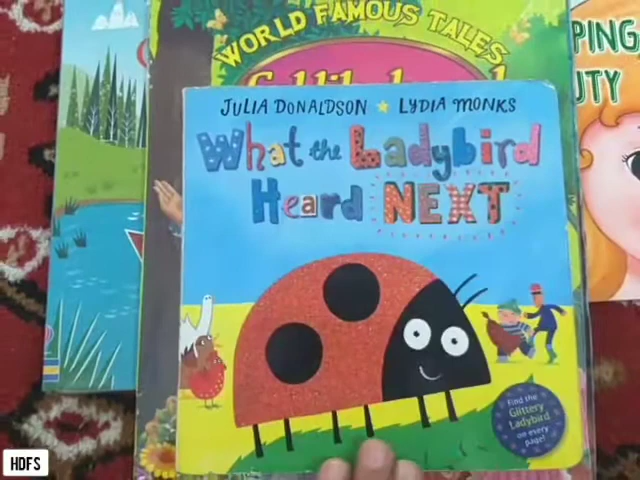 WORLD FAMOUS TALES
PING
UTY
JULIA DONALDSON ★ LYDIA MONKS
What the Ladybird
Heard NEXT
Find the
Glittery
Ladybird
on every
page!
HDFS